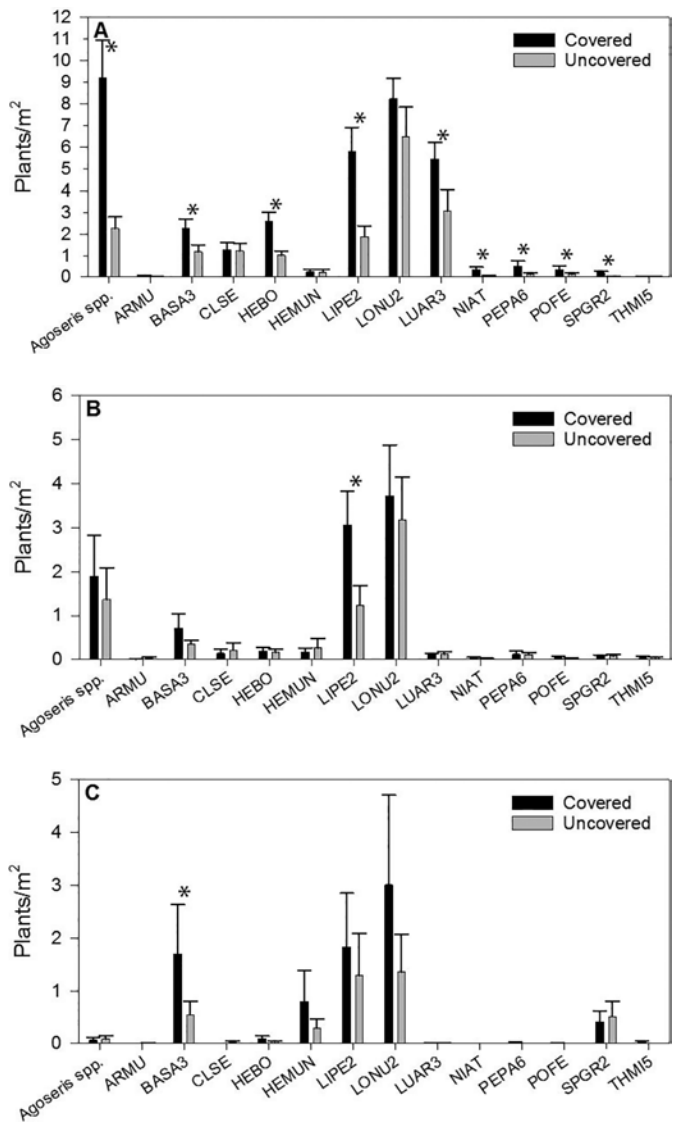 A
Covered
Uncovered
Plants/m²
12
11
10
9
8
7
6
5
4
3
2
1
0
*
*
*
*
*
*
*
*
*
Agoseris spp.
ARMU
BASA3
CLSE
HEBO
HEMUN
LIPE2
LONU2
LUAR3
NIAT
PEPA6
POFE
SPGR2
THMI5
B
Covered
Uncovered
Plants/m²
6
5
4
3
2
1
0
*
Agoseris spp.
ARMU
BASA3
CLSE
HEBO
HEMUN
LIPE2
LONU2
LUAR3
NIAT
PEPA6
POFE
SPGR2
THMI5
C
Covered
Uncovered
Plants/m²
5
4
3
2
1
0
*
Agoseris spp.
ARMU
BASA3
CLSE
HEBO
HEMUN
LIPE2
LONU2
LUAR3
NIAT
PEPA6
POFE
SPGR2
THMI5